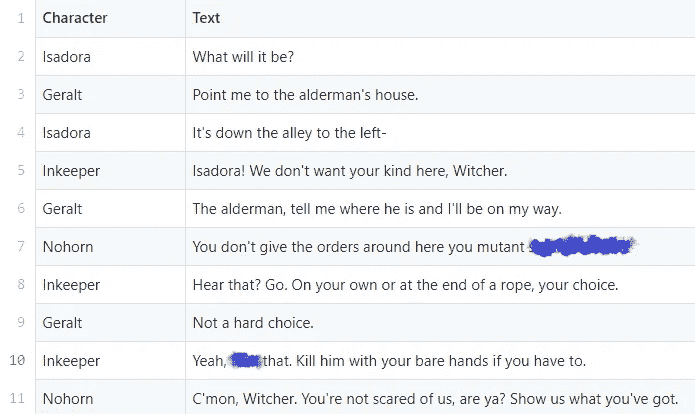 1 Character Text
2 Isadora What will it be?
3 Geralt Point me to the alderman's house.
4 Isadora It's down the alley to the left-
5 Inkeeper Isadora! We don't want your kind here, Witcher.
6 Geralt The alderman, tell me where he is and I'll be on my way.
7 Nohorn You don't give the orders around here you mutant
8 Inkeeper Hear that? Go. On your own or at the end of a rope, your choice.
9 Geralt Not a hard choice.
10 Inkeeper Yeah, that. Kill him with your bare hands if you have to.
11 Nohorn C'mon, Witcher. You're not scared of us, are ya? Show us what you've got.